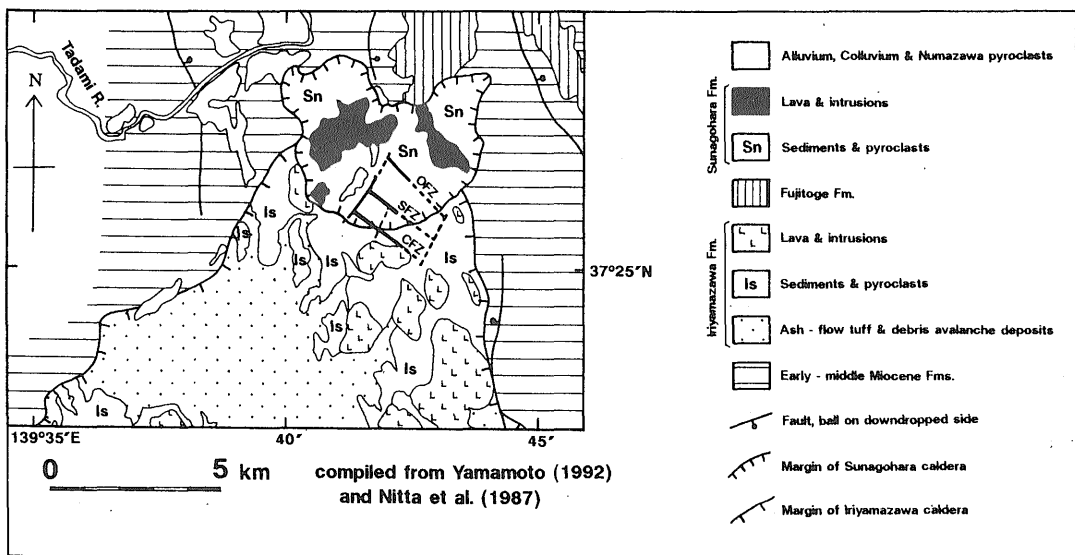 Tadami R.
N
Sn
Sn
Sn
OFZ
SFZ
CFZ
Is
Is
Is
Is
Is
Is
Is
Is
37°25′N
139°35′E
40′
45′
0 5 km
compiled from Yamamoto (1992)
and Nitta et al. (1987)
Alluvium, Colluvium & Numazawa pyroclasts
Sunagohara Fm.
Lava & intrusions
Sn Sediments & pyroclasts
Fujitoge Fm.
Iriyamazawa Fm.
Lava & intrusions
Is Sediments & pyroclasts
Ash - flow tuff & debris avalanche deposits
Early - middle Miocene Fms.
Fault, ball on downdropped side
Margin of Sunagohara caldera
Margin of Iriyamazawa caldera